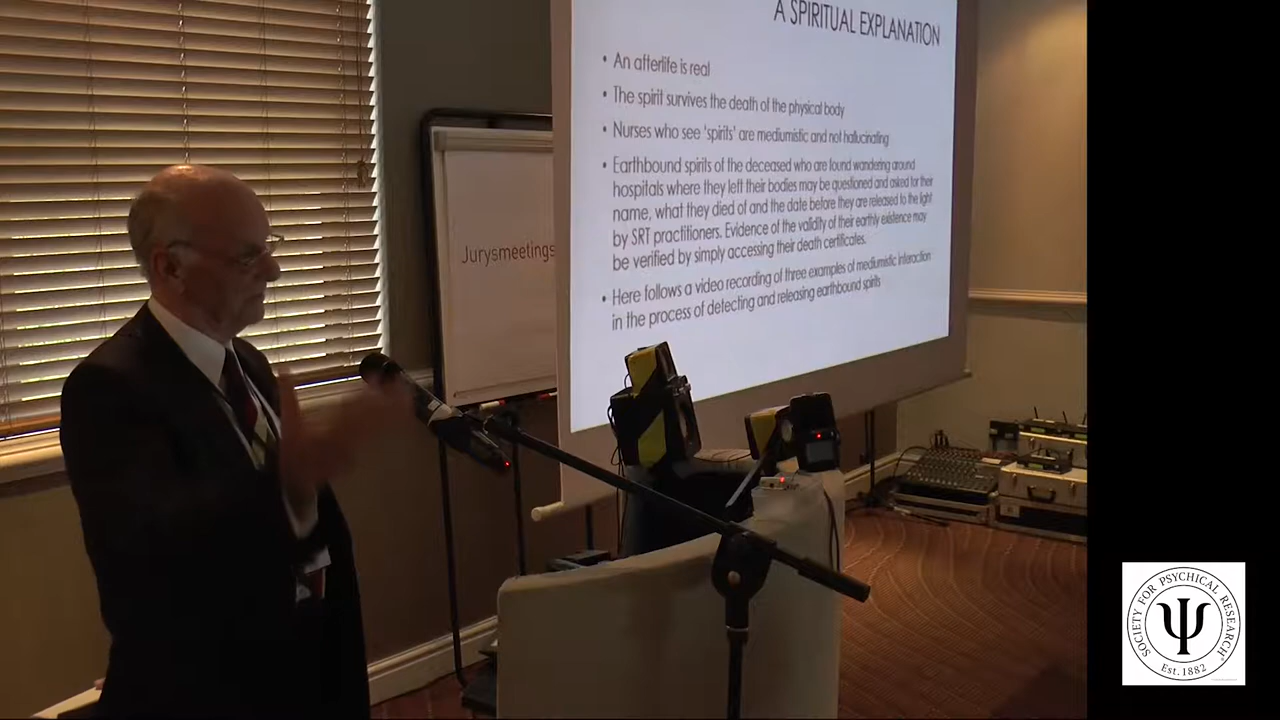 A SPIRITUAL EXPLANATION
• An afterlife is real
• The spirit survives the death of the physical body
• Nurses who see 'spirits' are mediumistic and not hallucinating
• Earthbound spirits of the deceased who are found wandering around
hospitals where they left their bodies may be questioned and asked for their
name, what they died of and the date before they are released to the light
by SRT practitioners. Evidence of the validity of their earthly existence may
be verified by simply accessing their death certificates.
• Here follows a video recording of three examples of mediumistic interaction
in the process of detecting and releasing earthbound spirits
Jurysmeetings
SOCIETY FOR PSYCHICAL RESEARCH
Ψ
Est. 1882